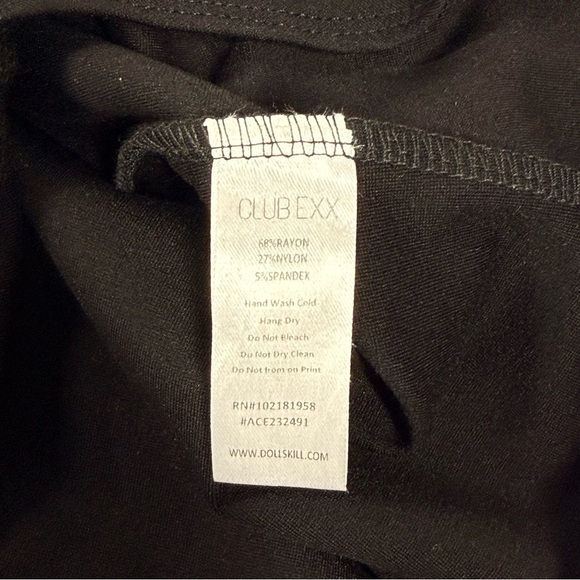 CLUB EXX
68%RAYON
27%NYLON
5%SPANDEX
Hand Wash Cold
Hang Dry
Do Not Bleach
Do Not Dry Clean
Do Not Iron on Print
RN#102181958
#ACE232491
WWW.DOLLSKILL.COM